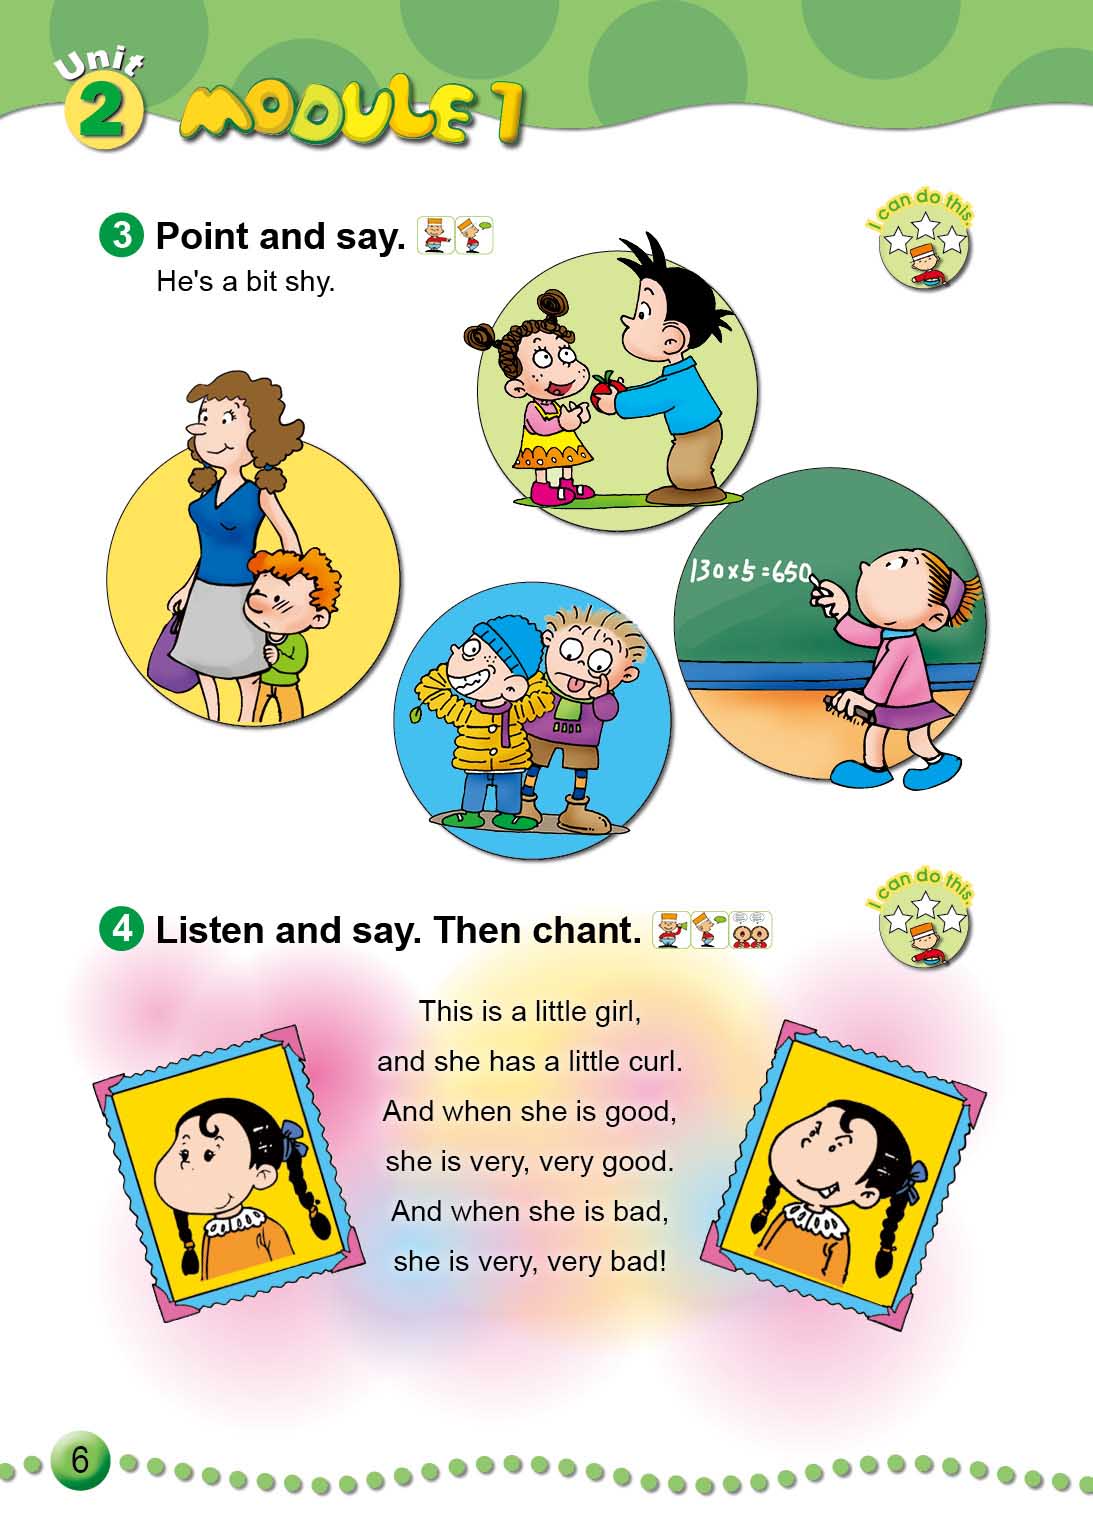 Unit
2 MODULE 1
3 Point and say.
I can do this.
He's a bit shy.
130×5=650
4 Listen and say. Then chant.
I can do this.
This is a little girl,
and she has a little curl.
And when she is good,
she is very, very good.
And when she is bad,
she is very, very bad!
6